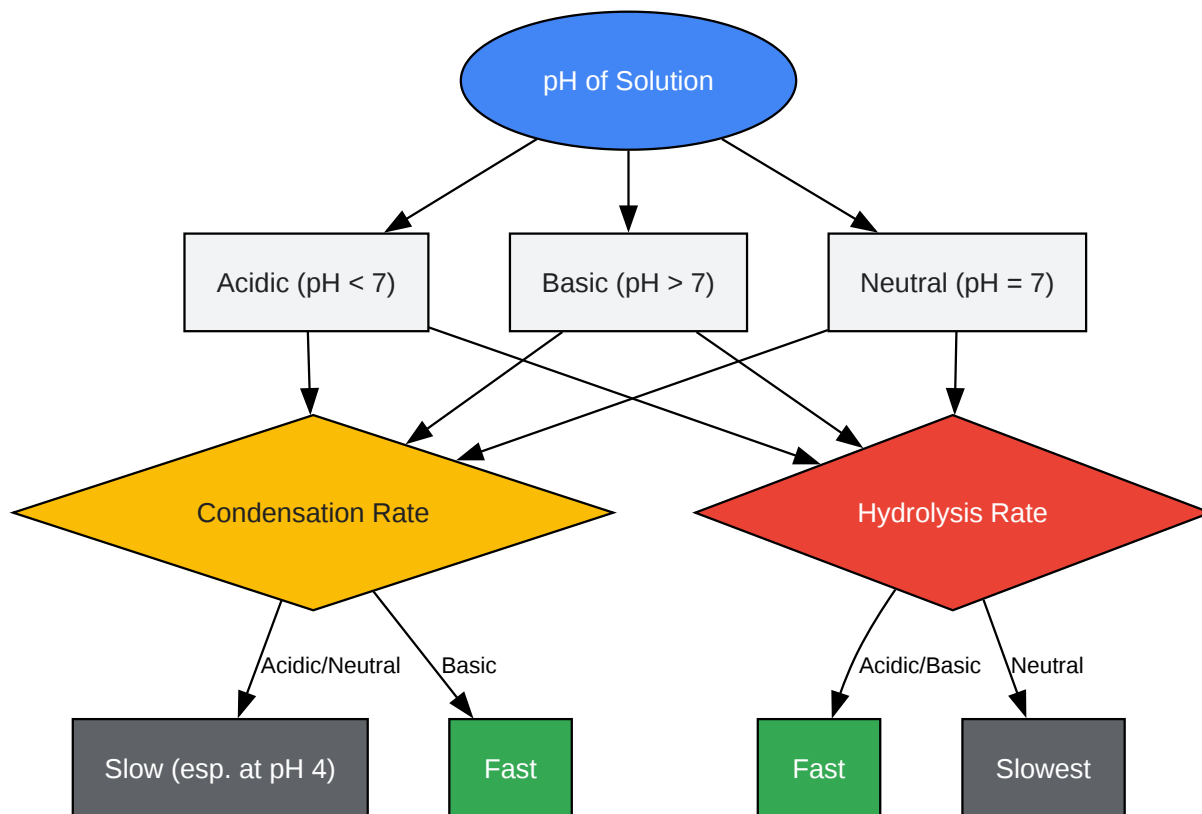 pH of Solution
Acidic (pH < 7)
Basic (pH > 7)
Neutral (pH = 7)
Condensation Rate
Hydrolysis Rate
Acidic/Neutral
Basic
Acidic/Basic
Neutral
Slow (esp. at pH 4)
Fast
Fast
Slowest